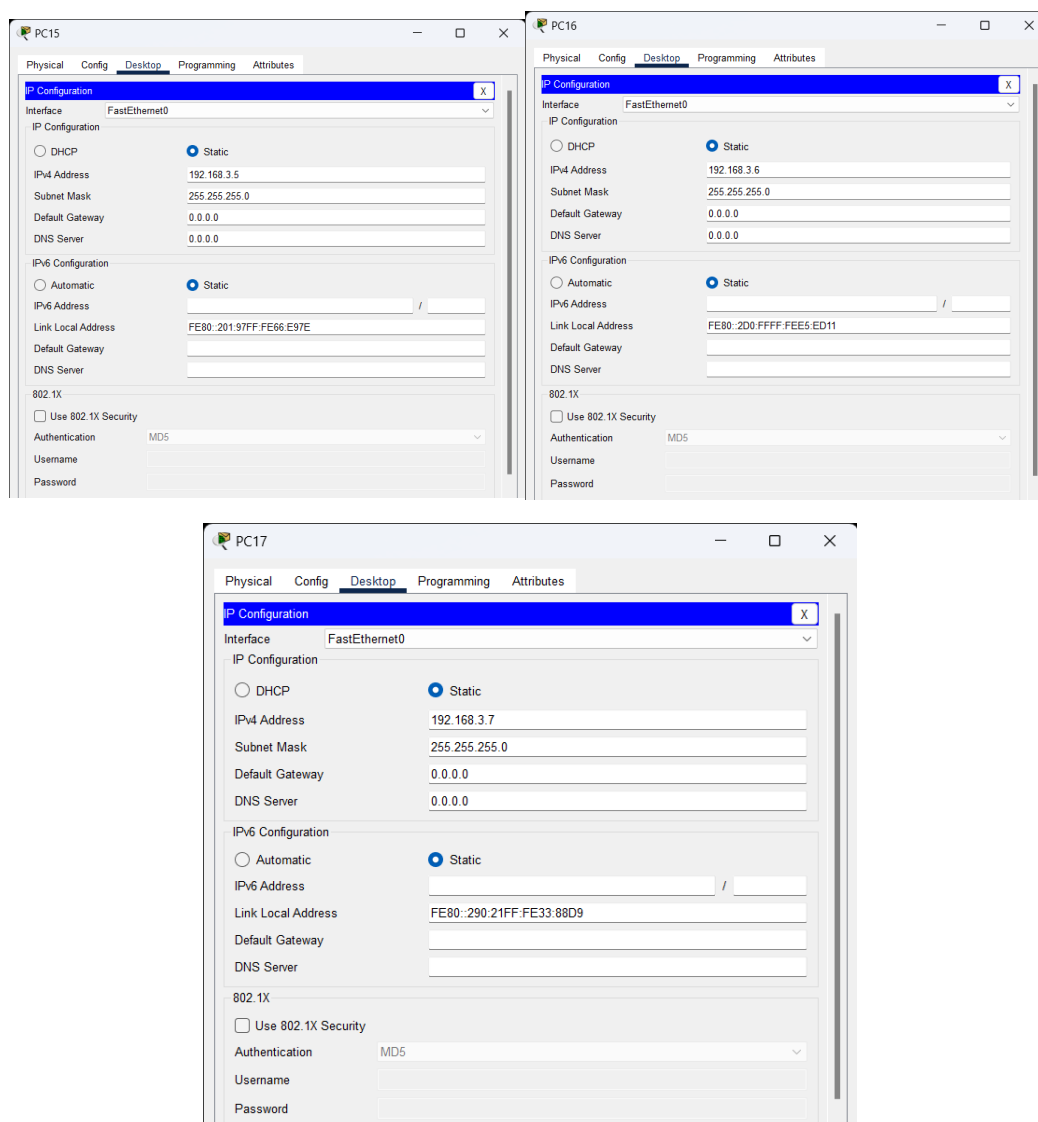 PC15
Physical Config Desktop Programming Attributes
IP Configuration X
Interface FastEthernet0
IP Configuration
DHCP Static
IPv4 Address 192.168.3.5
Subnet Mask 255.255.255.0
Default Gateway 0.0.0.0
DNS Server 0.0.0.0
IPv6 Configuration
Automatic Static
IPv6 Address /
Link Local Address FE80::201:97FF:FE66:E97E
Default Gateway
DNS Server
802.1X
Use 802.1X Security
Authentication MD5
Username
Password
PC16
Physical Config Desktop Programming Attributes
IP Configuration X
Interface FastEthernet0
IP Configuration
DHCP Static
IPv4 Address 192.168.3.6
Subnet Mask 255.255.255.0
Default Gateway 0.0.0.0
DNS Server 0.0.0.0
IPv6 Configuration
Automatic Static
IPv6 Address /
Link Local Address FE80::2D0:FFFF:FEE5:ED11
Default Gateway
DNS Server
802.1X
Use 802.1X Security
Authentication MD5
Username
Password
PC17
Physical Config Desktop Programming Attributes
IP Configuration X
Interface FastEthernet0
IP Configuration
DHCP Static
IPv4 Address 192.168.3.7
Subnet Mask 255.255.255.0
Default Gateway 0.0.0.0
DNS Server 0.0.0.0
IPv6 Configuration
Automatic Static
IPv6 Address /
Link Local Address FE80::290:21FF:FE33:88D9
Default Gateway
DNS Server
802.1X
Use 802.1X Security
Authentication MD5
Username
Password